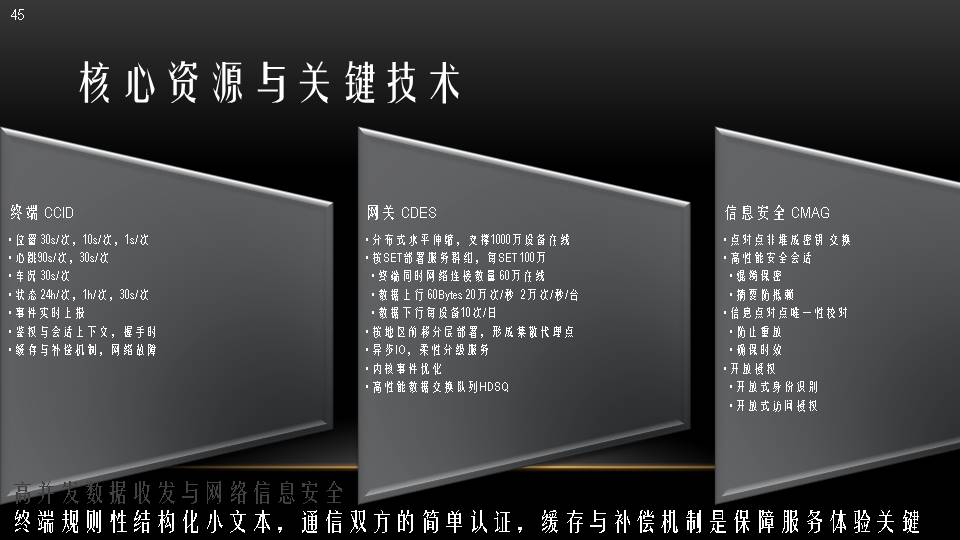 45
核心资源与关键技术
终端 CCID
• 位置 30s/次，10s/次，1s/次
• 心跳90s/次，30s/次
• 车况 30s/次
• 状态 24h/次，1h/次，30s/次
• 事件实时上报
• 鉴权与会话上下文，握手时
• 缓存与补偿机制，网络故障
网关 CDES
• 分布式水平伸缩，支撑1000万设备在线
• 按SET部署服务群组，每SET 100万
• 终端同时网络连接数量 60万在线
• 数据上行 60Bytes 20万次/秒 2万次/秒/台
• 数据下行每设备10次/日
• 按地区前移分层部署，形成集散代理点
• 异步IO，柔性分级服务
• 内核事件优化
• 高性能数据交换队列HDSQ
信息安全 CMAG
• 点对点非堆成密钥 交换
• 高性能安全会话
• 混淆保密
• 摘要防抵赖
• 信息点对点唯一性校对
• 防止重放
• 确保时效
• 开放授权
• 开放式身份识别
• 开放式访问授权
高并发数据收发与网络信息安全
终端规则性结构化小文本，通信双方的简单认证，缓存与补偿机制是保障服务体验关键